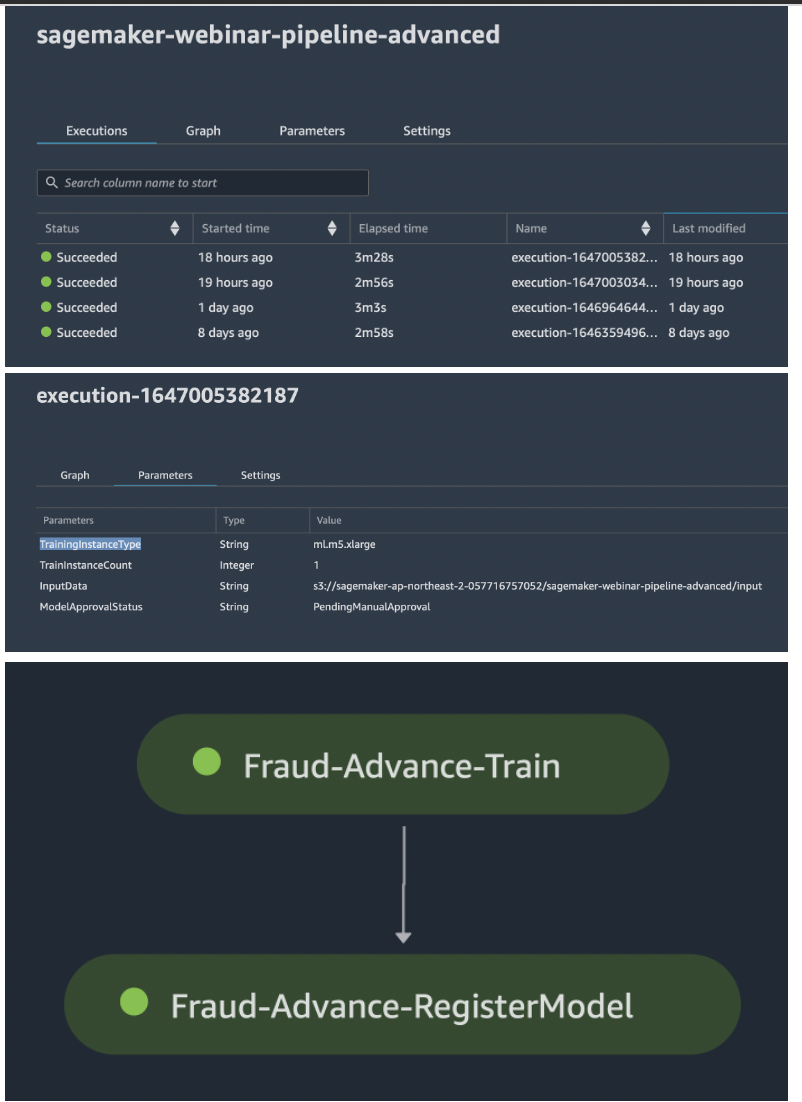 sagemaker-webinar-pipeline-advanced
Executions Graph Parameters Settings
Search column name to start
Status Started time Elapsed time Name Last modified
Succeeded 18 hours ago 3m28s execution-1647005382... 18 hours ago
Succeeded 19 hours ago 2m56s execution-1647003034... 19 hours ago
Succeeded 1 day ago 3m3s execution-1646964644... 1 day ago
Succeeded 8 days ago 2m58s execution-1646359496... 8 days ago
execution-1647005382187
Graph Parameters Settings
Parameters Type Value
TrainingInstanceType String ml.m5.xlarge
TrainInstanceCount Integer 1
InputData String s3://sagemaker-ap-northeast-2-057716757052/sagemaker-webinar-pipeline-advanced/input
ModelApprovalStatus String PendingManualApproval
Fraud-Advance-Train
Fraud-Advance-RegisterModel